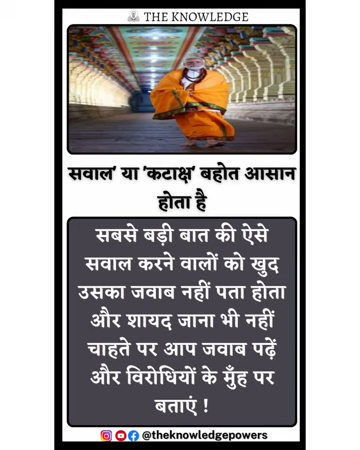 THE KNOWLEDGE
सवाल' या 'कटाक्ष' बहोत आसान
होता है
सबसे बड़ी बात की ऐसे
सवाल करने वालों को खुद
उसका जवाब नहीं पता होता
और शायद जाना भी नहीं
चाहते पर आप जवाब पढ़ें
और विरोधियों के मुँह पर
बताएं !
@theknowledgepowers